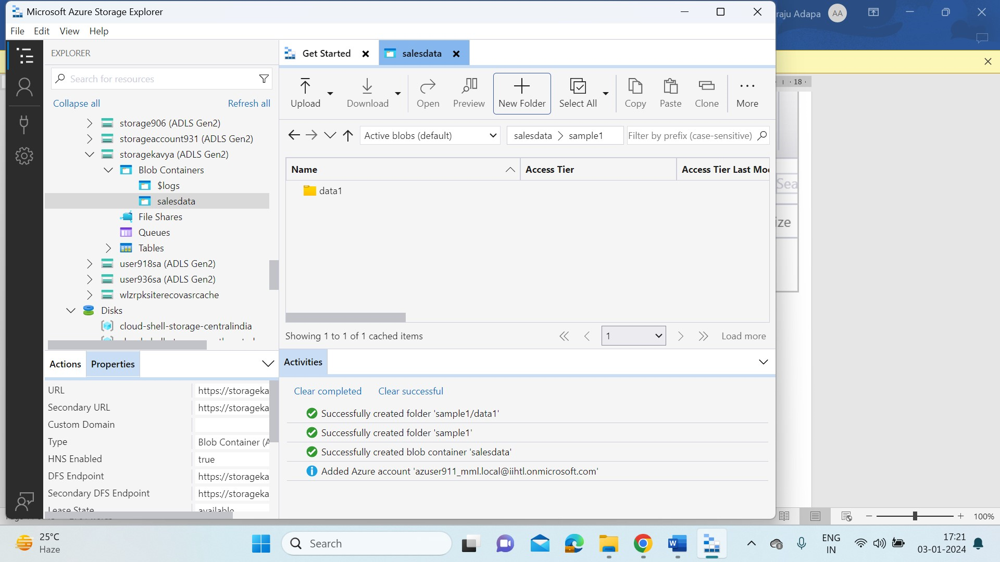 Microsoft Azure Storage Explorer
raju Adapa
AA
File Edit View Help
EXPLORER
Get Started
salesdata
Search for resources
Collapse all
Refresh all
Upload
Download
Open
Preview
New Folder
Select All
Copy
Paste
Clone
More
18
Active blobs (default)
salesdata
sample1
Filter by prefix (case-sensitive)
storage906 (ADLS Gen2)
storageaccount931 (ADLS Gen2)
storagekavya (ADLS Gen2)
Blob Containers
$logs
salesdata
File Shares
Queues
Tables
user918sa (ADLS Gen2)
user936sa (ADLS Gen2)
wlzrpksiterecovasrcache
Disks
cloud-shell-storage-centralindia
Name
Access Tier
Access Tier Last Mo
data1
Sea
ize
Showing 1 to 1 of 1 cached items
1
Load more
Actions
Properties
URL
https://storageka
Secondary URL
https://storageka
Custom Domain
Type
Blob Container (A
HNS Enabled
true
DFS Endpoint
https://storageka
Secondary DFS Endpoint
https://storageka
Lease State
available
Activities
Clear completed
Clear successful
Successfully created folder 'sample1/data1'
Successfully created folder 'sample1'
Successfully created blob container 'salesdata'
Added Azure account 'azuser911_mml.local@iihtl.onmicrosoft.com'
100%
25°C
Haze
Search
ENG
IN
17:21
03-01-2024